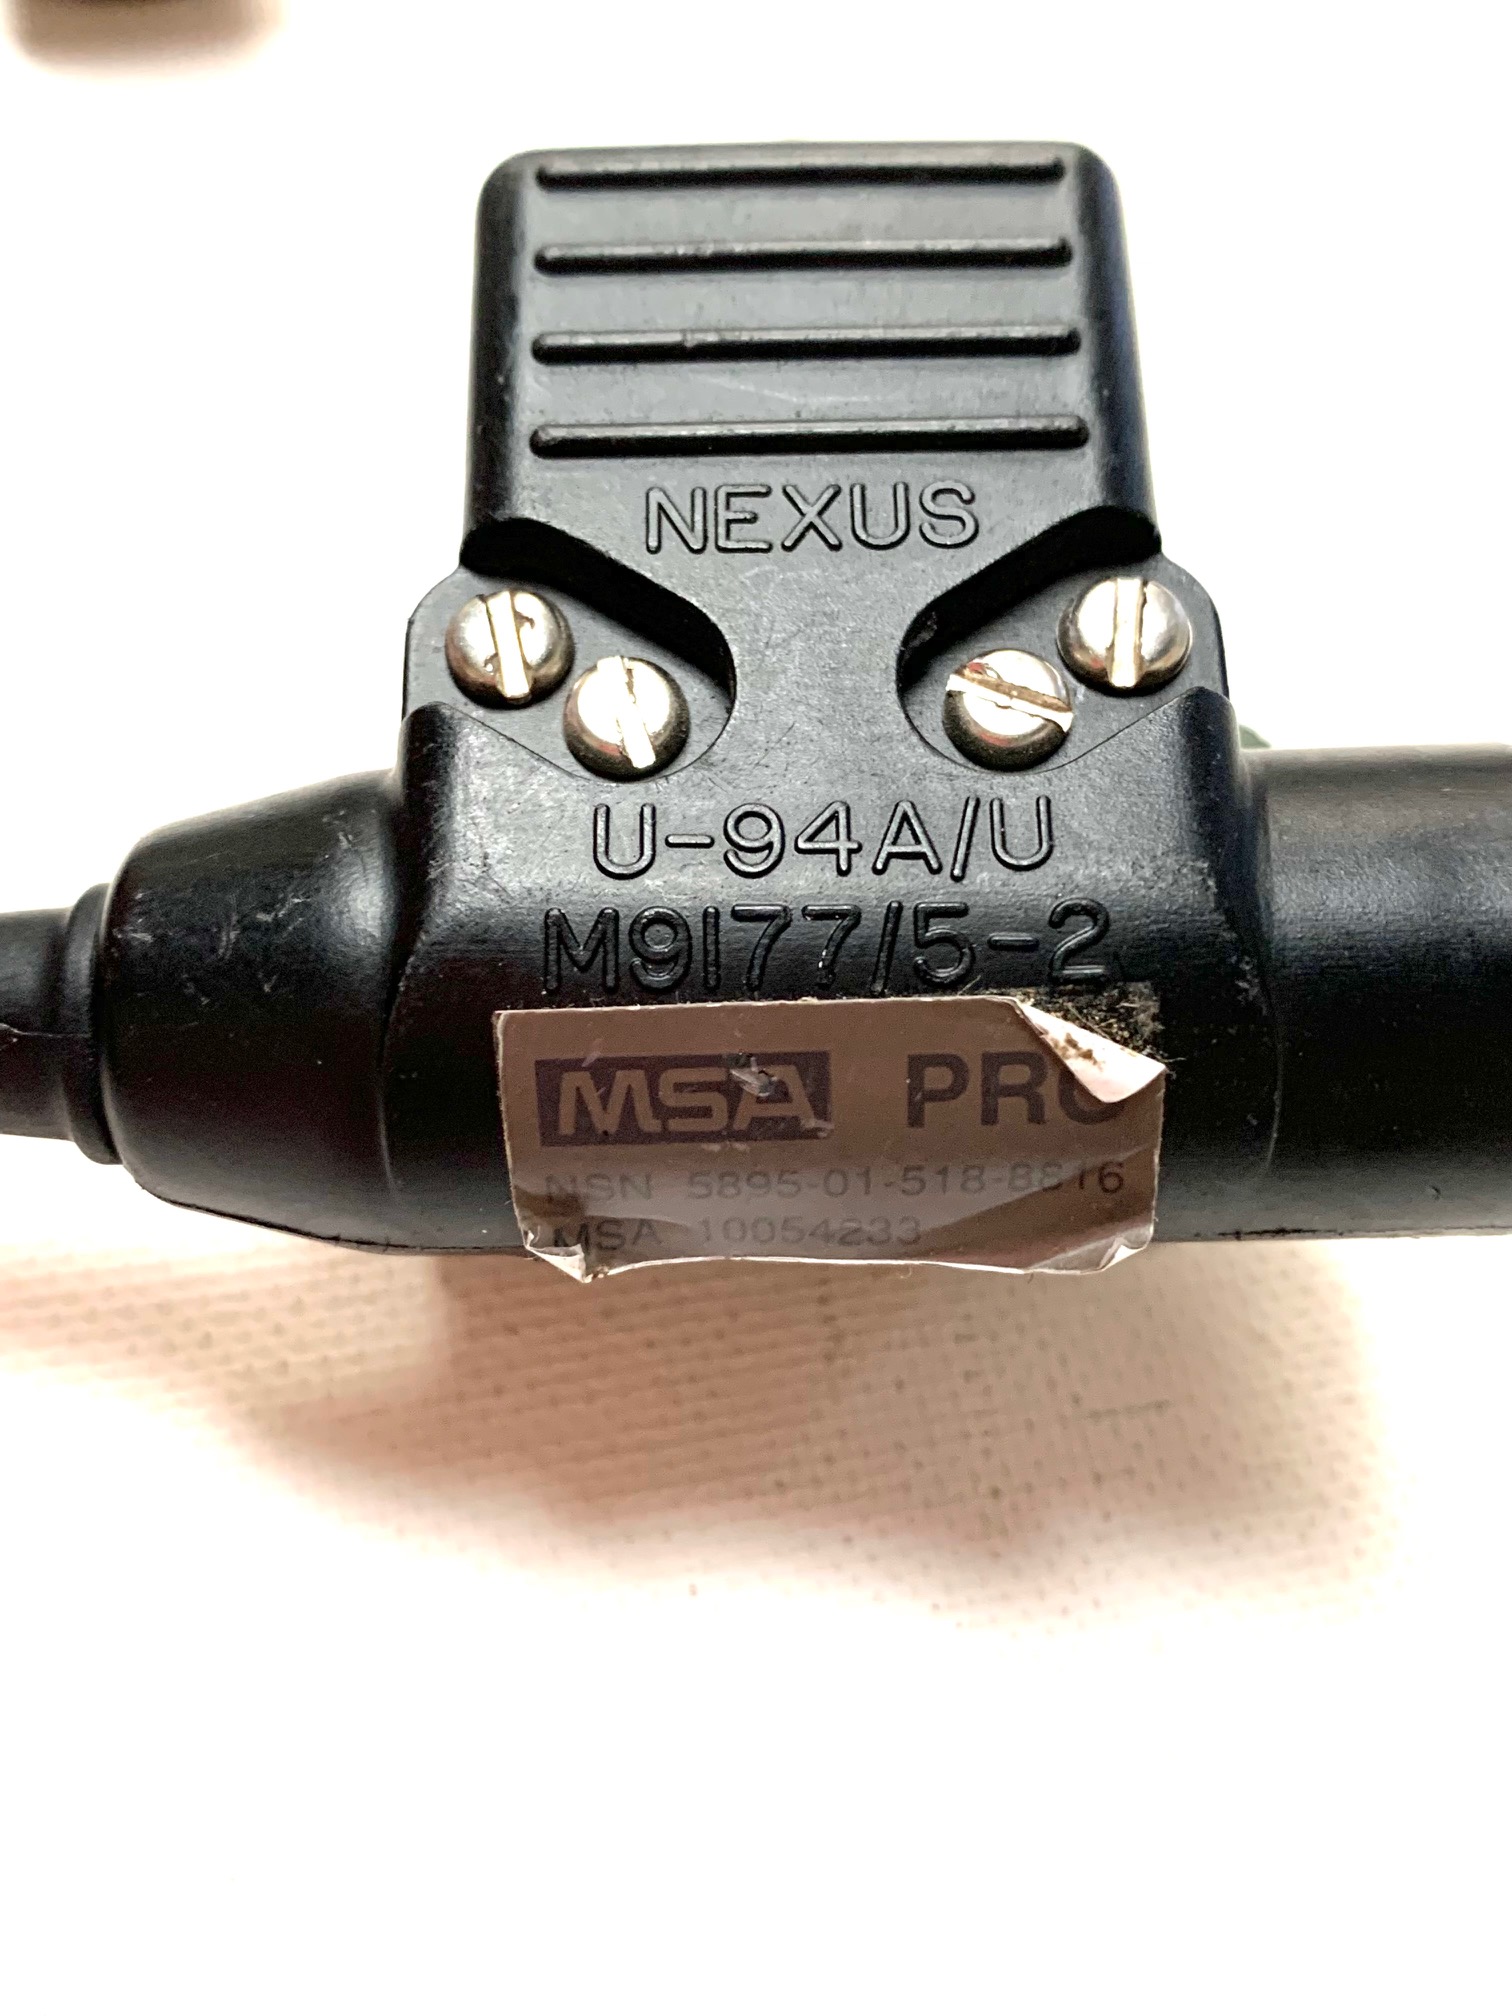 NEXUS
U-94A/U
M9177/5-2
MSA PRO
NSN 5895-01-518-8816
MSA 10054233